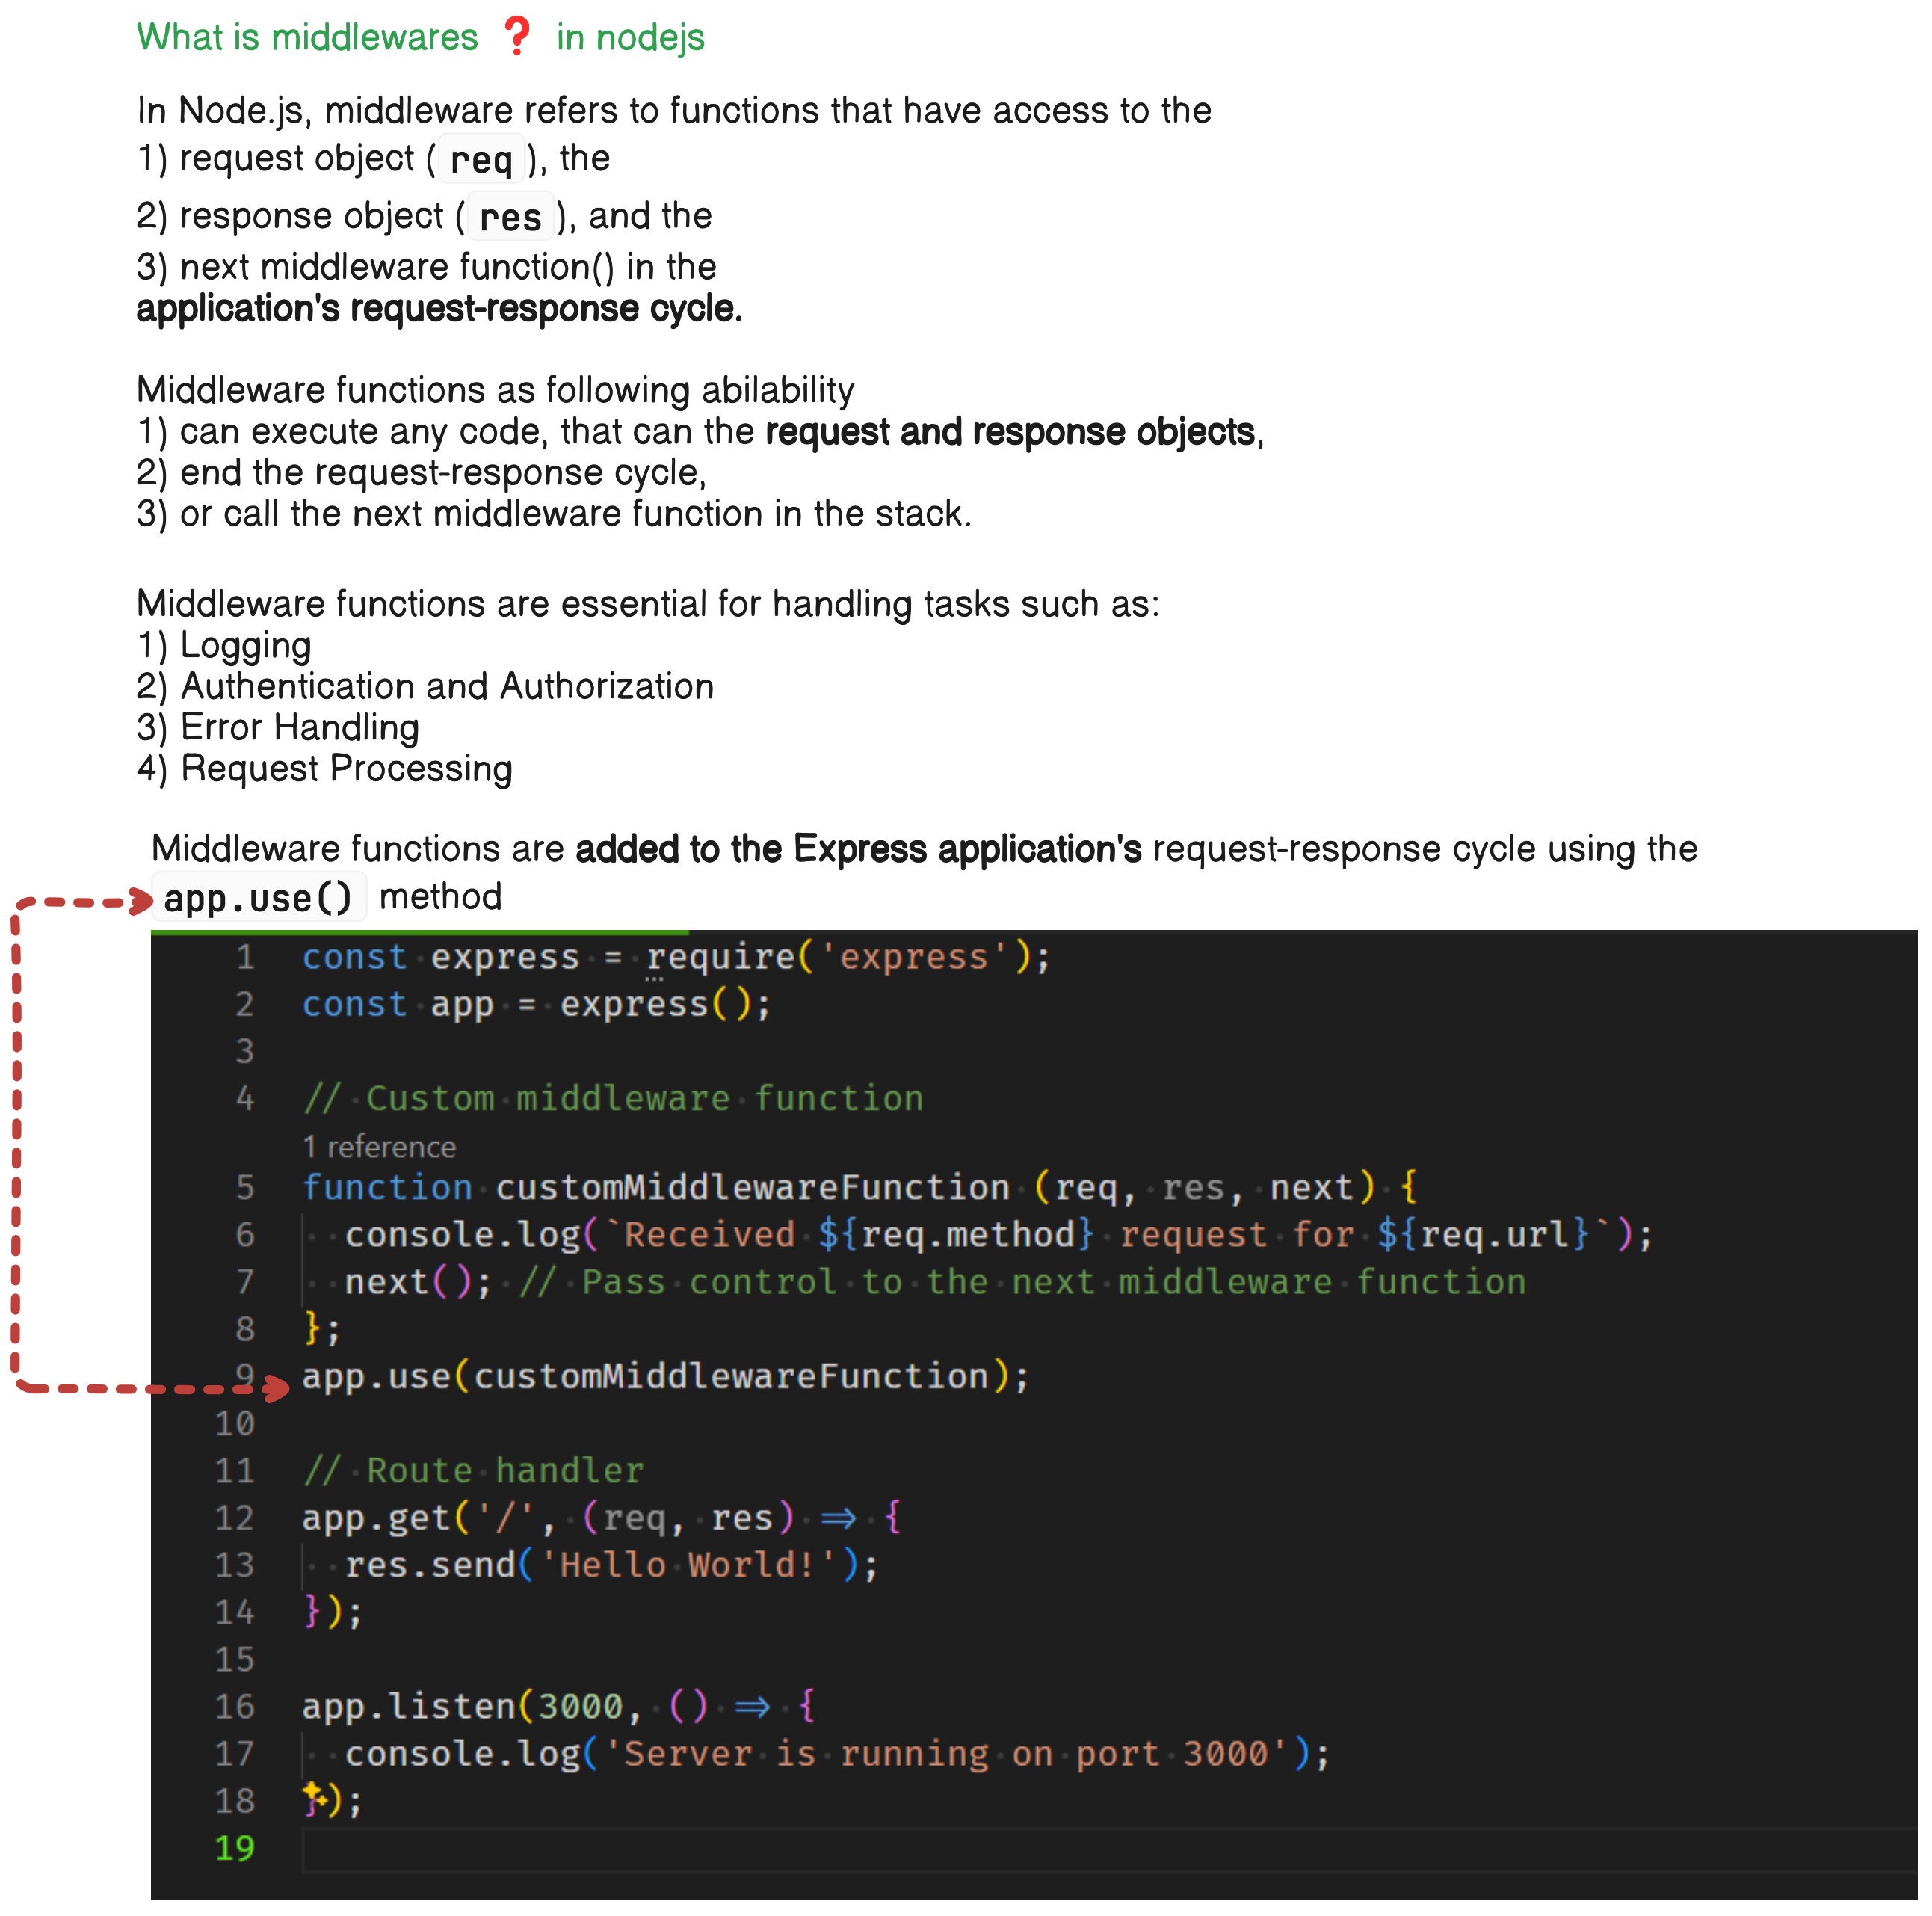 What is middlewares ❓ in nodejs
In Node.js, middleware refers to functions that have access to the
1) request object ( req ), the
2) response object ( res ), and the
3) next middleware function() in the
application's request-response cycle.
Middleware functions as following abilability
1) can execute any code, that can the request and response objects,
2) end the request-response cycle,
3) or call the next middleware function in the stack.
Middleware functions are essential for handling tasks such as:
1) Logging
2) Authentication and Authorization
3) Error Handling
4) Request Processing
Middleware functions are added to the Express application's request-response cycle using the
app.use() method
1 const express = require('express');
2 const app = express();
3
4 // Custom middleware function
1 reference
5 function customMiddlewareFunction (req, res, next) {
6 console.log(`Received ${req.method} request for ${req.url}`);
7 next(); // Pass control to the next middleware function
8 };
9 app.use(customMiddlewareFunction);
10
11 // Route handler
12 app.get('/', (req, res) => {
13 res.send('Hello World!');
14 });
15
16 app.listen(3000, () => {
17 console.log('Server is running on port 3000');
18 });
19